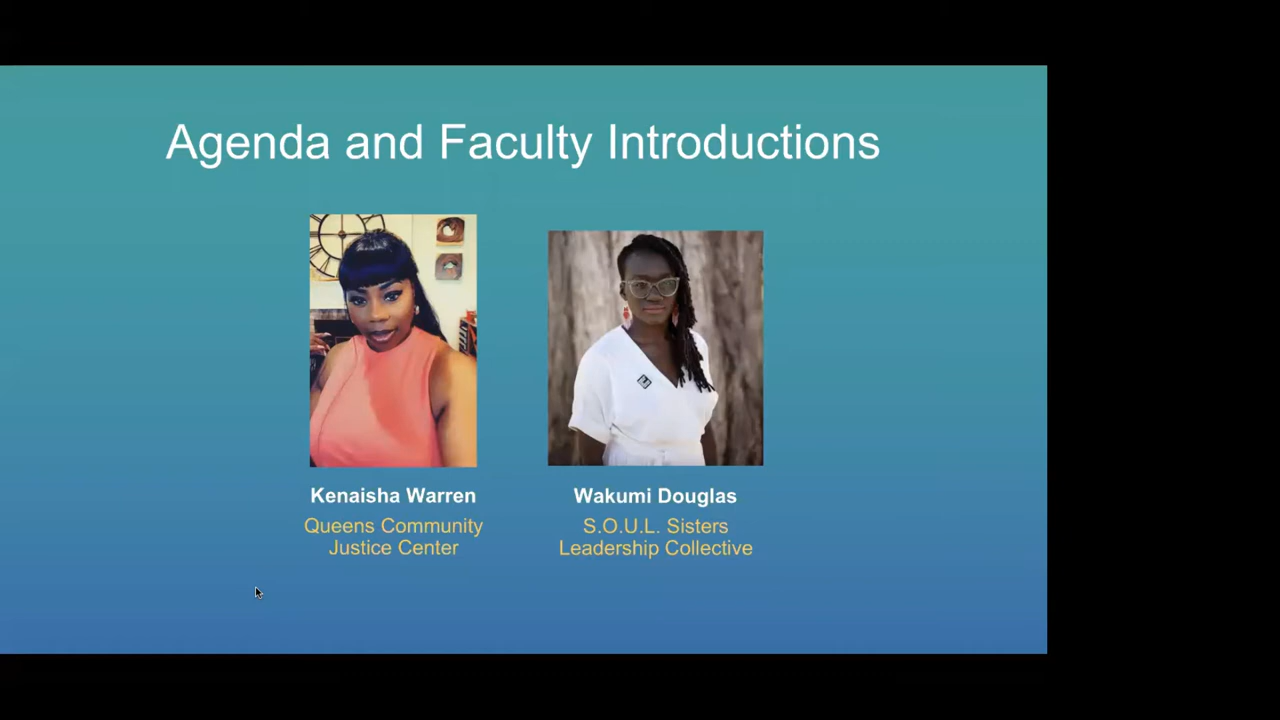 Agenda and Faculty Introductions
Kenaisha Warren
Queens Community
Justice Center
Wakumi Douglas
S.O.U.L. Sisters
Leadership Collective